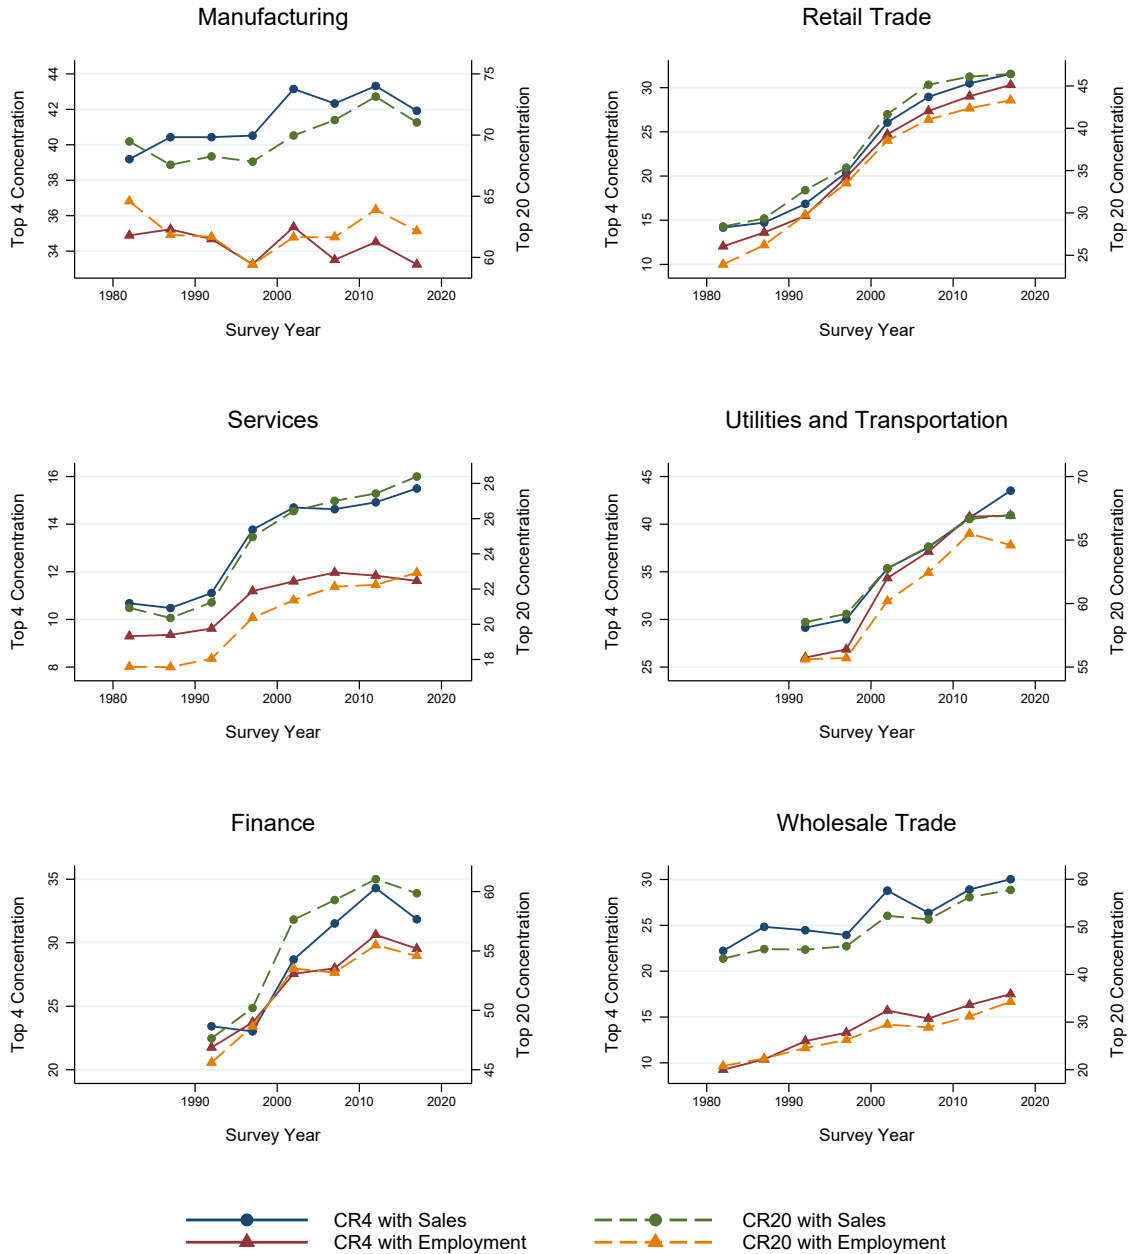 Manufacturing
Top 4 Concentration
34 36 38 40 42 44
Top 20 Concentration
60 65 70 75
1980 1990 2000 2010 2020
Survey Year
Retail Trade
Top 4 Concentration
10 15 20 25 30
Top 20 Concentration
25 30 35 40 45
1980 1990 2000 2010 2020
Survey Year
Services
Top 4 Concentration
8 10 12 14 16
Top 20 Concentration
18 20 22 24 26 28
1980 1990 2000 2010 2020
Survey Year
Utilities and Transportation
Top 4 Concentration
25 30 35 40 45
Top 20 Concentration
55 60 65 70
1990 2000 2010 2020
Survey Year
Finance
Top 4 Concentration
20 25 30 35
Top 20 Concentration
45 50 55 60
1990 2000 2010 2020
Survey Year
Wholesale Trade
Top 4 Concentration
10 15 20 25 30
Top 20 Concentration
20 30 40 50 60
1980 1990 2000 2010 2020
Survey Year
CR4 with Sales
CR20 with Sales
CR4 with Employment
CR20 with Employment